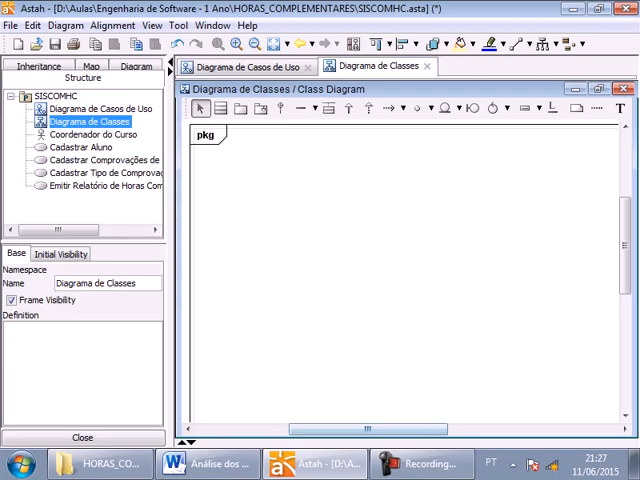 Astah - [D:\Aulas\Engenharia de Software - 1 Ano\HORAS_COMPLEMENTARES\SISCOMHC.asta] (*)
File Edit Diagram Alignment View Tool Window Help
Inheritance Map Diagram
Structure
SISCOMHC
Diagrama de Casos de Uso
Diagrama de Classes
Coordenador do Curso
Cadastrar Aluno
Cadastrar Comprovações de
Cadastrar Tipo de Comprova
Emitir Relatório de Horas Com
Base Initial Visibility
Namespace
Name Diagrama de Classes
Frame Visibility
Definition
Close
Diagrama de Casos de Uso
Diagrama de Classes
Diagrama de Classes / Class Diagram
T
pkg
HORAS_CO...
Análise dos ...
Astah - [D:\A...
Recording...
PT
21:27
11/06/2015